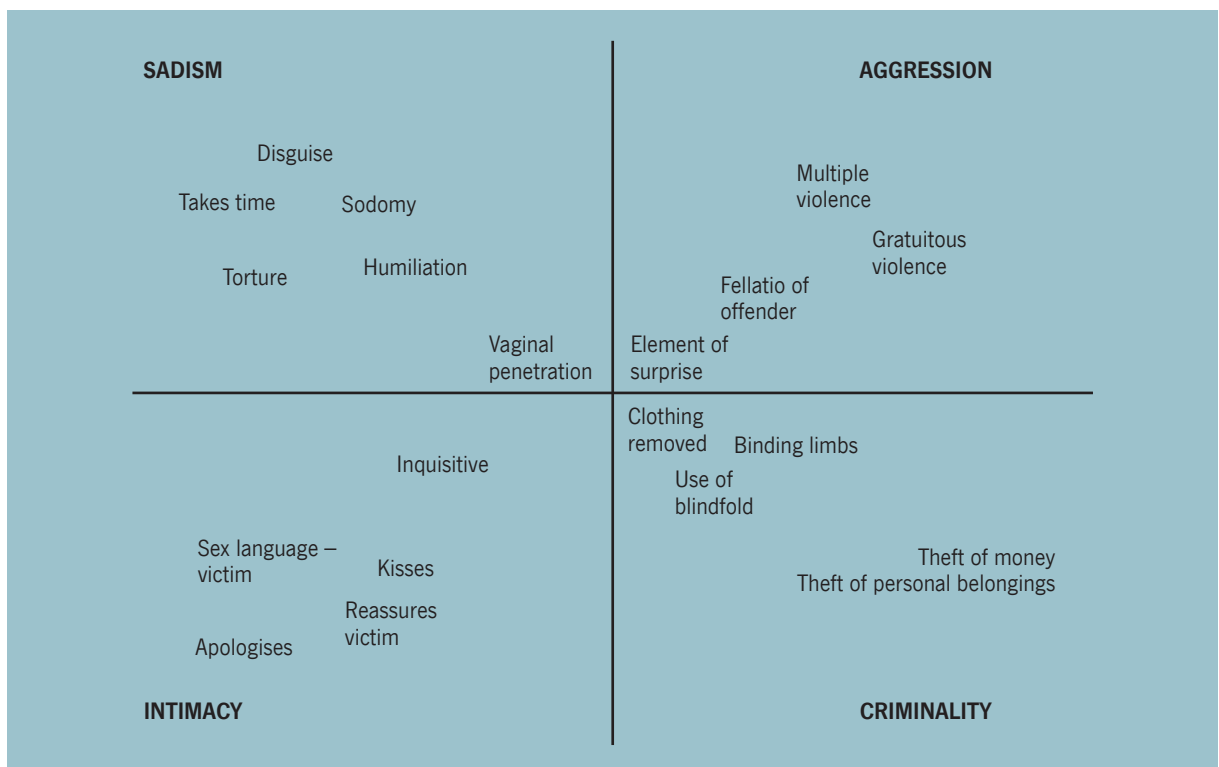 SADISM
AGGRESSION
Disguise
Takes time
Sodomy
Torture
Humiliation
Vaginal
penetration
Multiple
violence
Gratuitous
violence
Fellatio of
offender
Element of
surprise
Inquisitive
Sex language –
victim
Kisses
Reassures
victim
Apologises
INTIMACY
Clothing
removed
Binding limbs
Use of
blindfold
Theft of money
Theft of personal belongings
CRIMINALITY